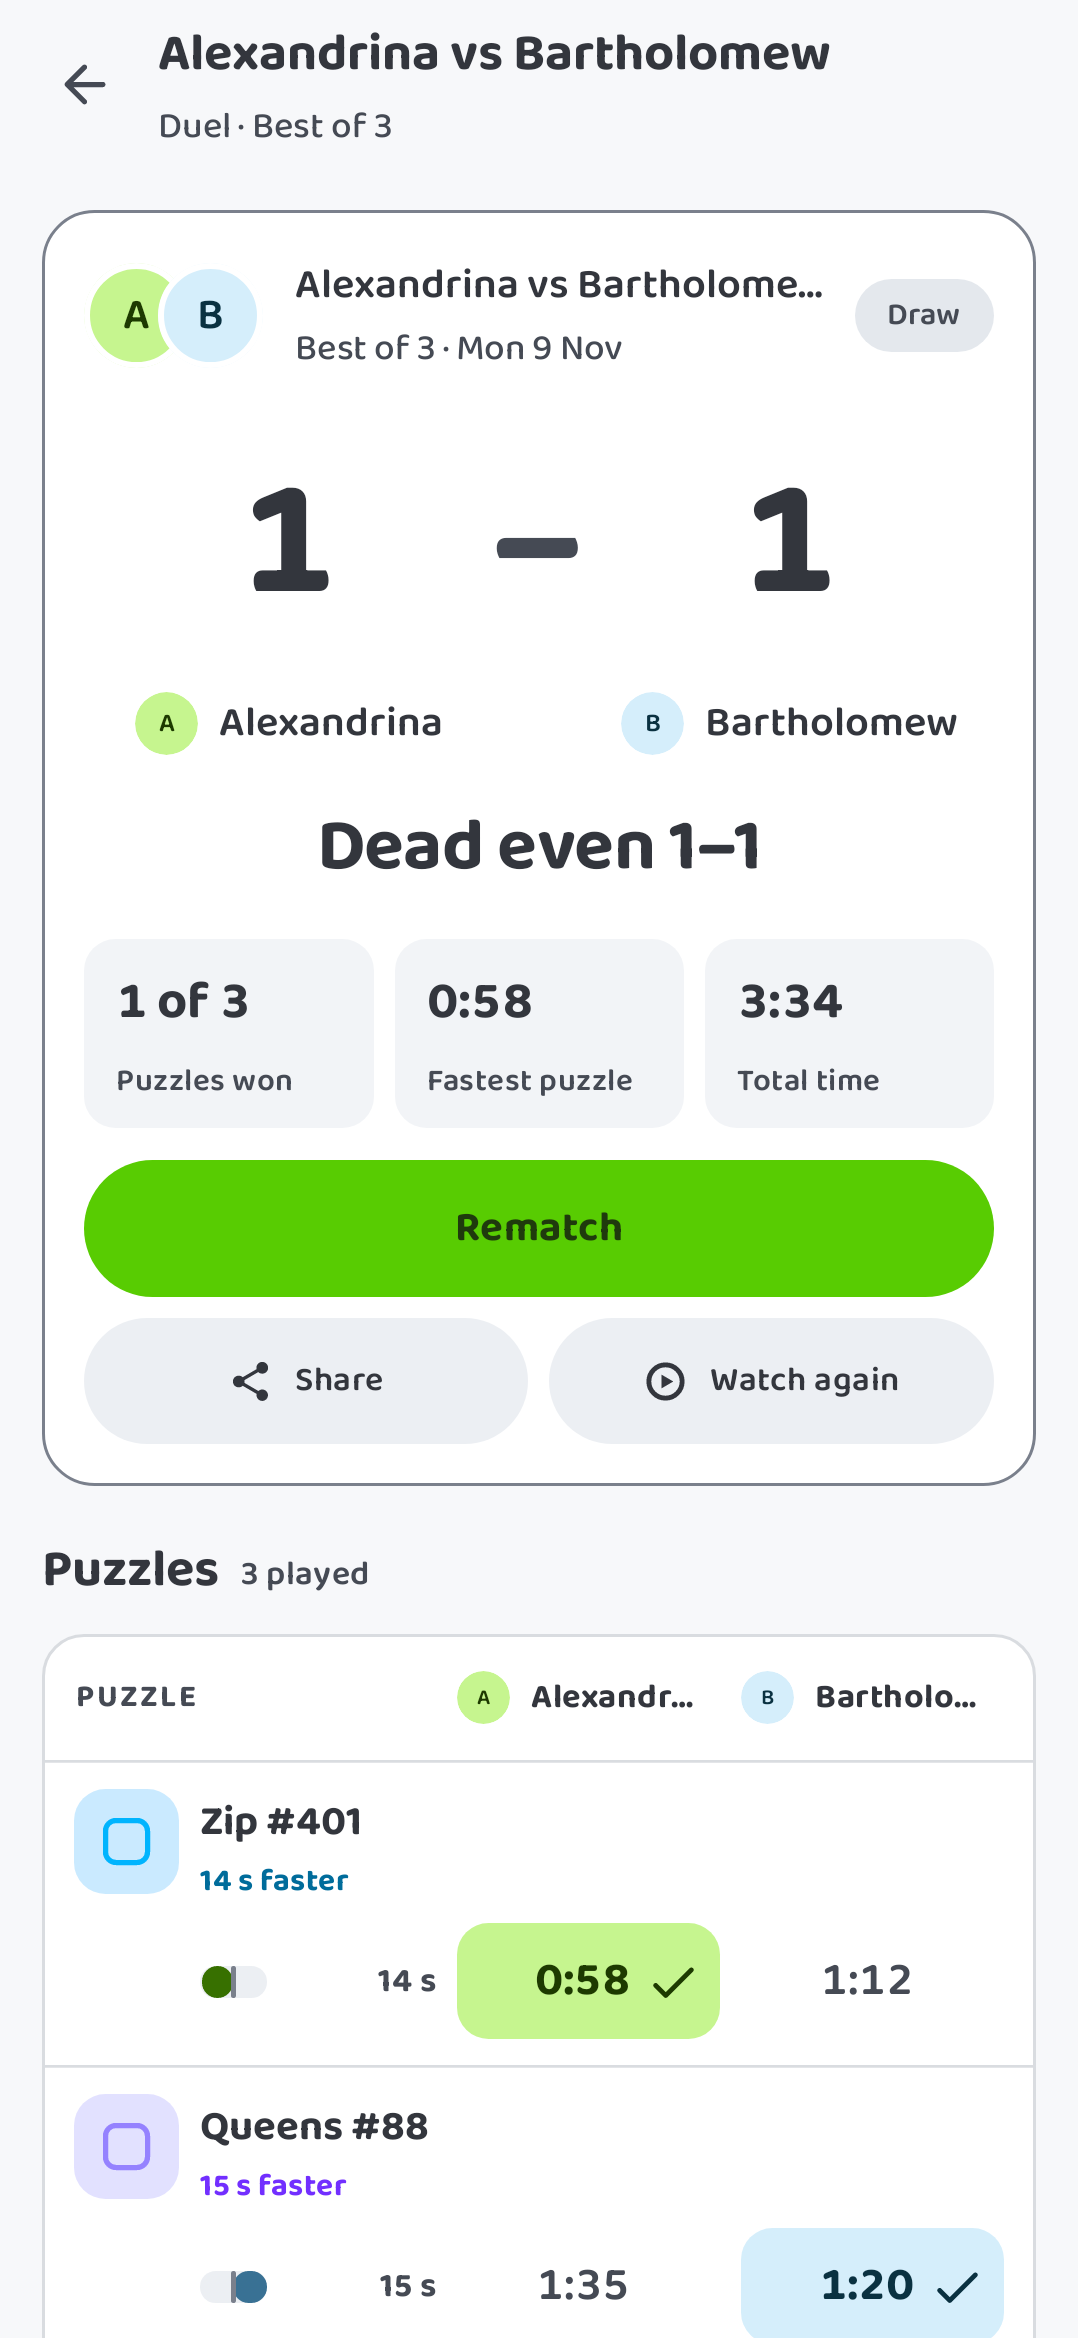 Alexandrina vs Bartholomew
Duel · Best of 3
A B Alexandrina vs Bartholome... Draw
Best of 3 · Mon 9 Nov
1 – 1
A Alexandrina B Bartholomew
Dead even 1–1
1 of 3 0:58 3:34
Puzzles won Fastest puzzle Total time
Rematch
Share Watch again
Puzzles 3 played
PUZZLE A Alexandr... B Bartholo...
Zip #401
14 s faster
14 s 0:58 1:12
Queens #88
15 s faster
15 s 1:35 1:20